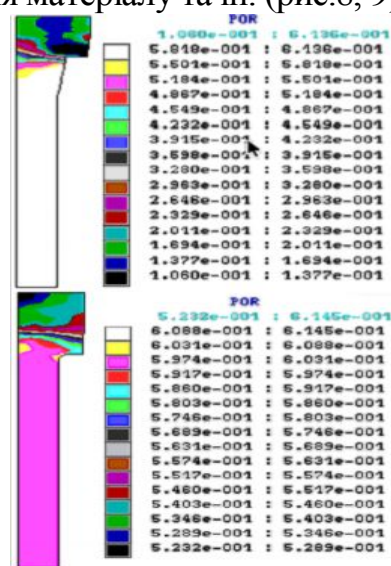 матеріалу та ін. (рис.8, 9
POR
1.060e-001 : 6.136e-001
5.818e-001 : 6.136e-001
5.501e-001 : 5.818e-001
5.184e-001 : 5.501e-001
4.867e-001 : 5.184e-001
4.549e-001 : 4.867e-001
4.232e-001 : 4.549e-001
3.915e-001 : 4.232e-001
3.598e-001 : 3.915e-001
3.280e-001 : 3.598e-001
2.963e-001 : 3.280e-001
2.646e-001 : 2.963e-001
2.329e-001 : 2.646e-001
2.011e-001 : 2.329e-001
1.694e-001 : 2.011e-001
1.377e-001 : 1.694e-001
1.060e-001 : 1.377e-001
POR
5.232e-001 : 6.145e-001
6.088e-001 : 6.145e-001
6.031e-001 : 6.088e-001
5.974e-001 : 6.031e-001
5.917e-001 : 5.974e-001
5.860e-001 : 5.917e-001
5.803e-001 : 5.860e-001
5.746e-001 : 5.803e-001
5.689e-001 : 5.746e-001
5.631e-001 : 5.689e-001
5.574e-001 : 5.631e-001
5.517e-001 : 5.574e-001
5.460e-001 : 5.517e-001
5.403e-001 : 5.460e-001
5.346e-001 : 5.403e-001
5.289e-001 : 5.346e-001
5.232e-001 : 5.289e-001